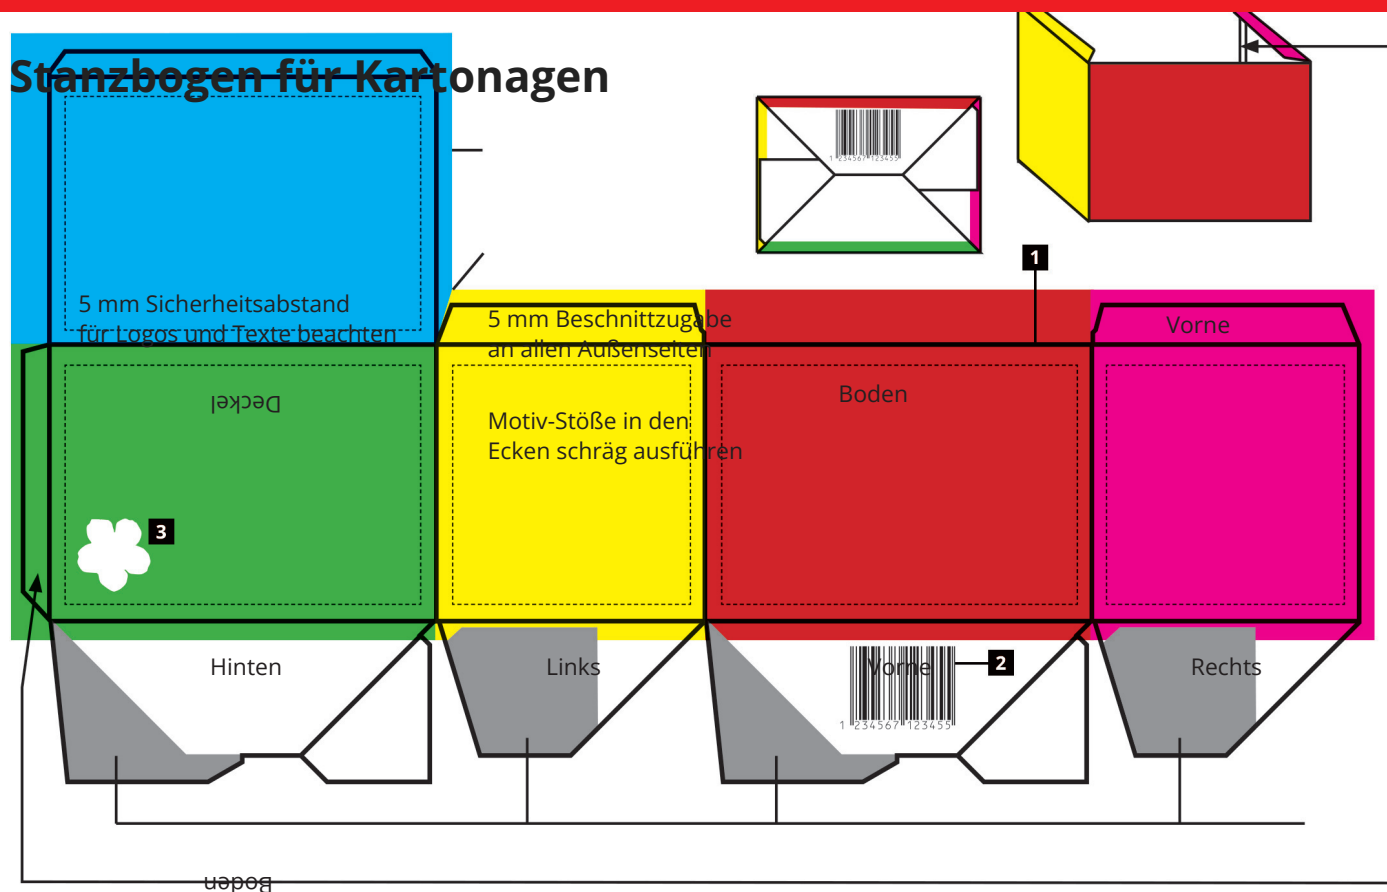 Stanzbogen für Kartonagen
1 234567 123455
1
5 mm Sicherheitsabstand
für Logos und Texte beachten
5 mm Beschnittzugabe
an allen Außenseiten
Vorne
Deckel
Boden
Motiv-Stöße in den
Ecken schräg ausführen
3
Hinten
Links
Vorne
2
Rechts
1 234567 123455
Boden